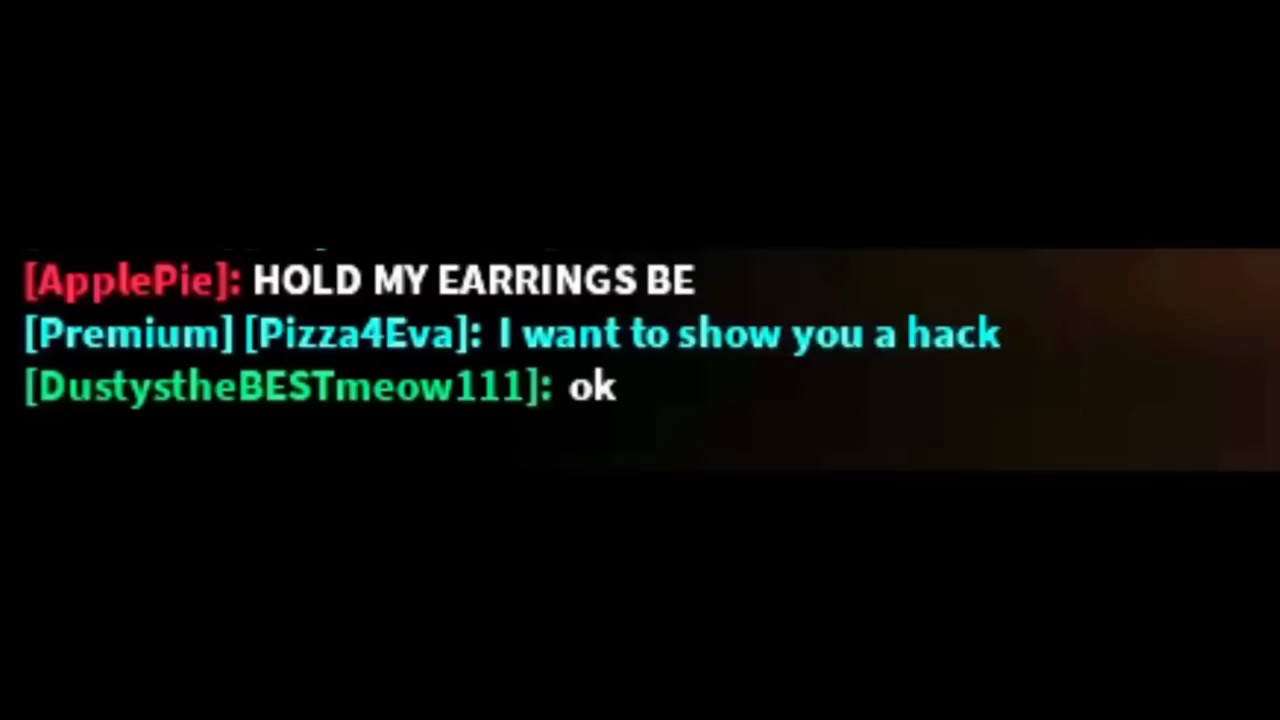 [ApplePie]: HOLD MY EARRINGS BE
[Premium] [Pizza4Eva]: I want to show you a hack
[DustystheBESTmeow111]: ok